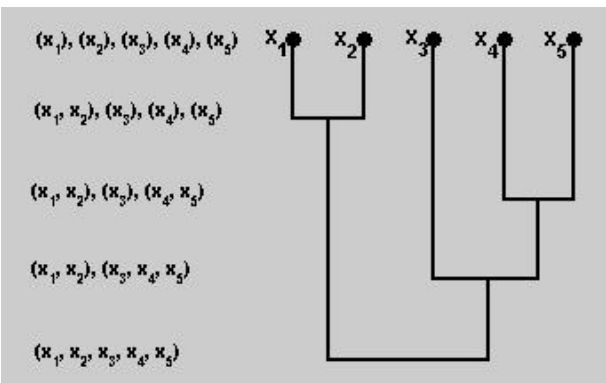 (x₁), (x₂), (x₃), (x₄), (x₅) x₁ x₂ x₃ x₄ x₅
(x₁, x₂), (x₃), (x₄), (x₅)
(x₁, x₂), (x₃), (x₄, x₅)
(x₁, x₂), (x₃, x₄, x₅)
(x₁, x₂, x₃, x₄, x₅)